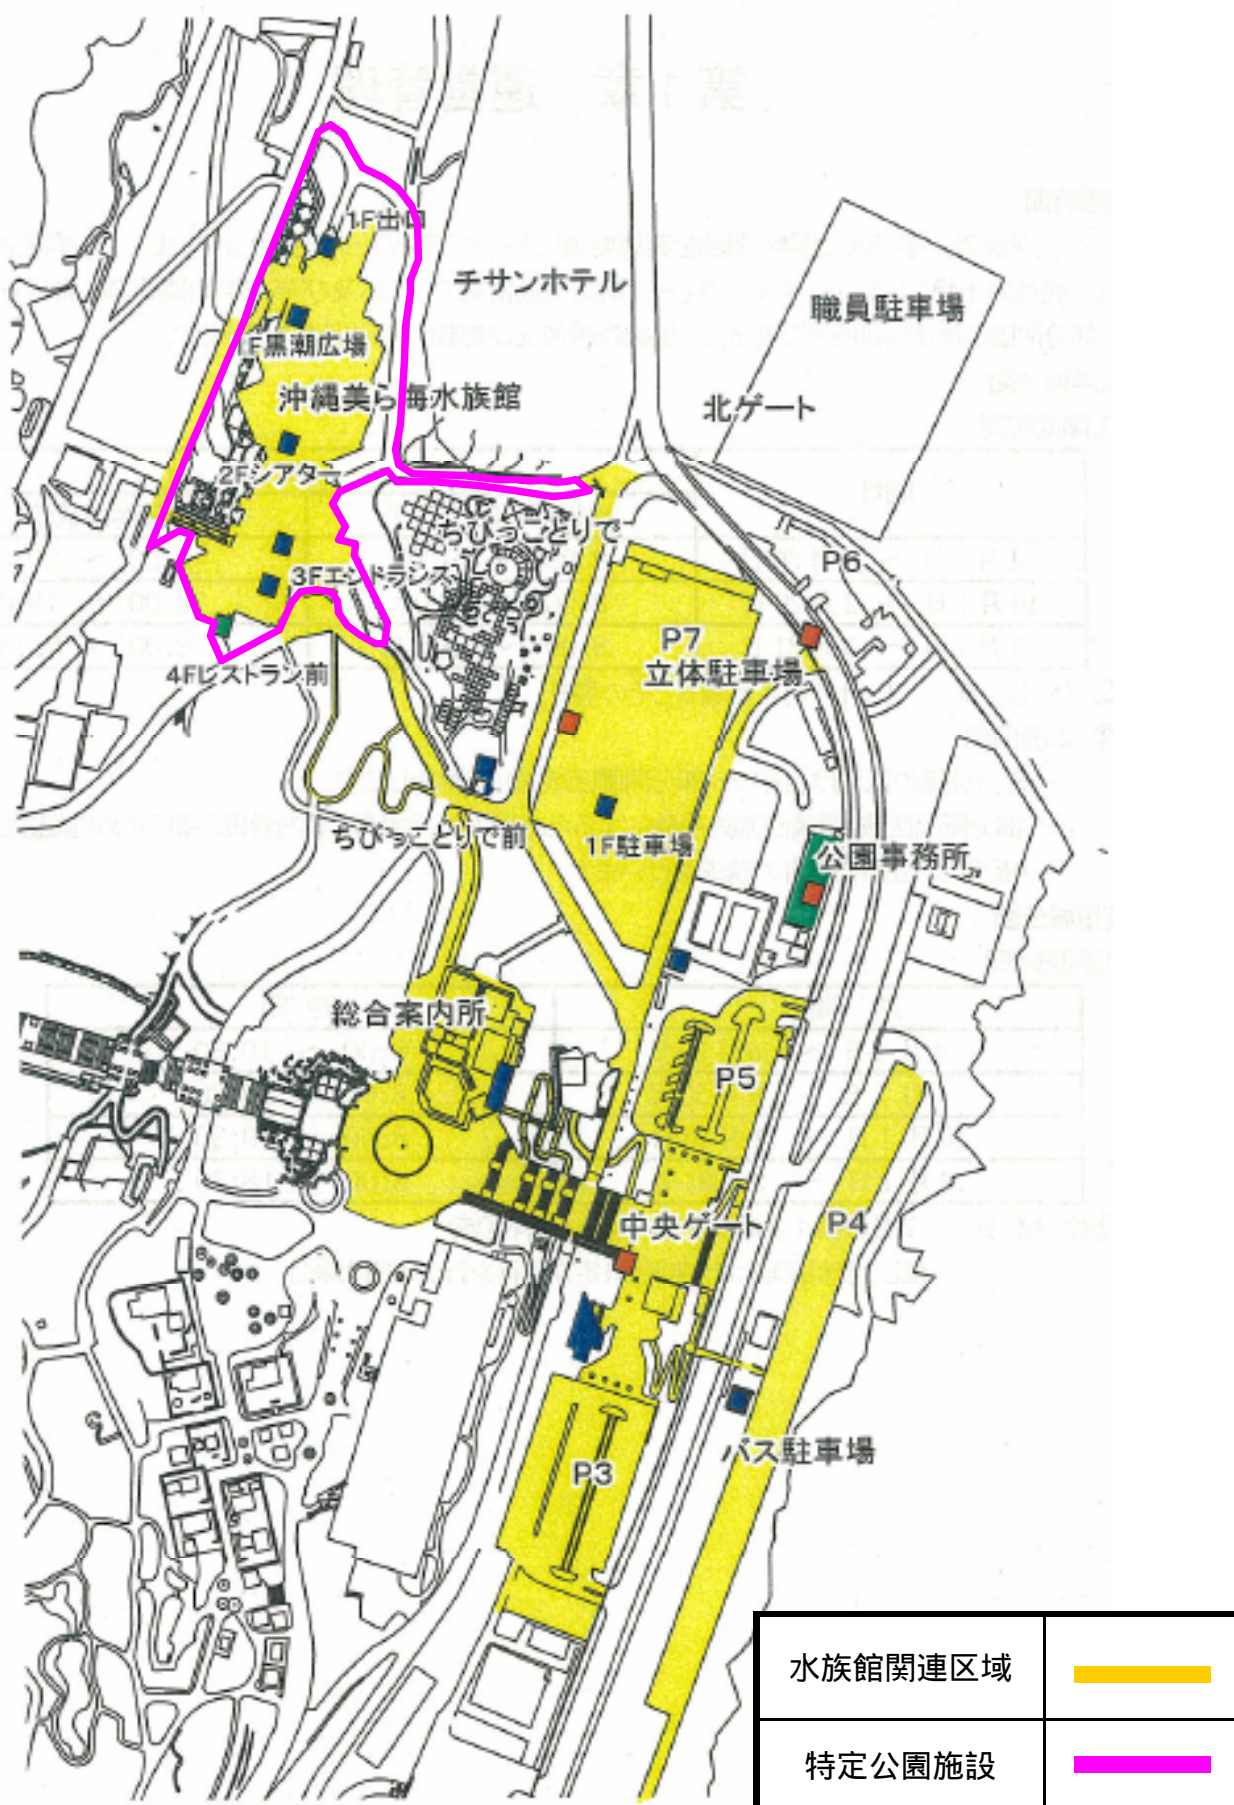 1F出口
チサンホテル
職員駐車場
1F黒潮広場
沖縄美ら海水族館
北ゲート
2Fシアター
ちびっことりで
P6
3Fエントランス
P7
立体駐車場
4Fレストラン前
ちびっことりで前
1F駐車場
公園事務所
総合案内所
P5
中央ゲート
P4
バス駐車場
P3
水族館関連区域
特定公園施設